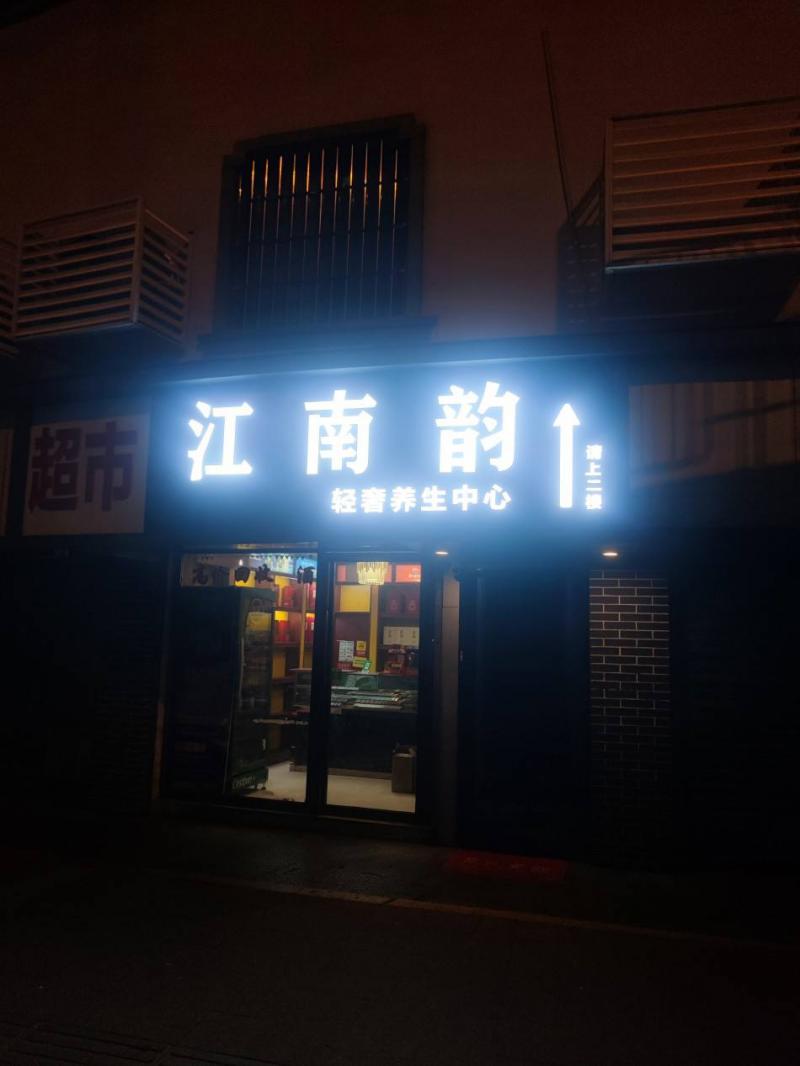 江南韵
轻奢养生中心
请上二楼
超市